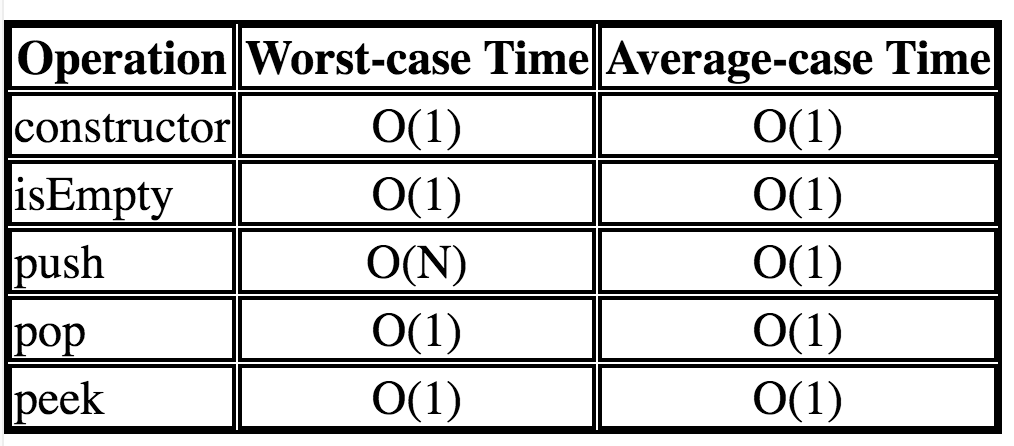 Operation Worst-case Time Average-case Time
constructor O(1) O(1)
isEmpty O(1) O(1)
push O(N) O(1)
pop O(1) O(1)
peek O(1) O(1)